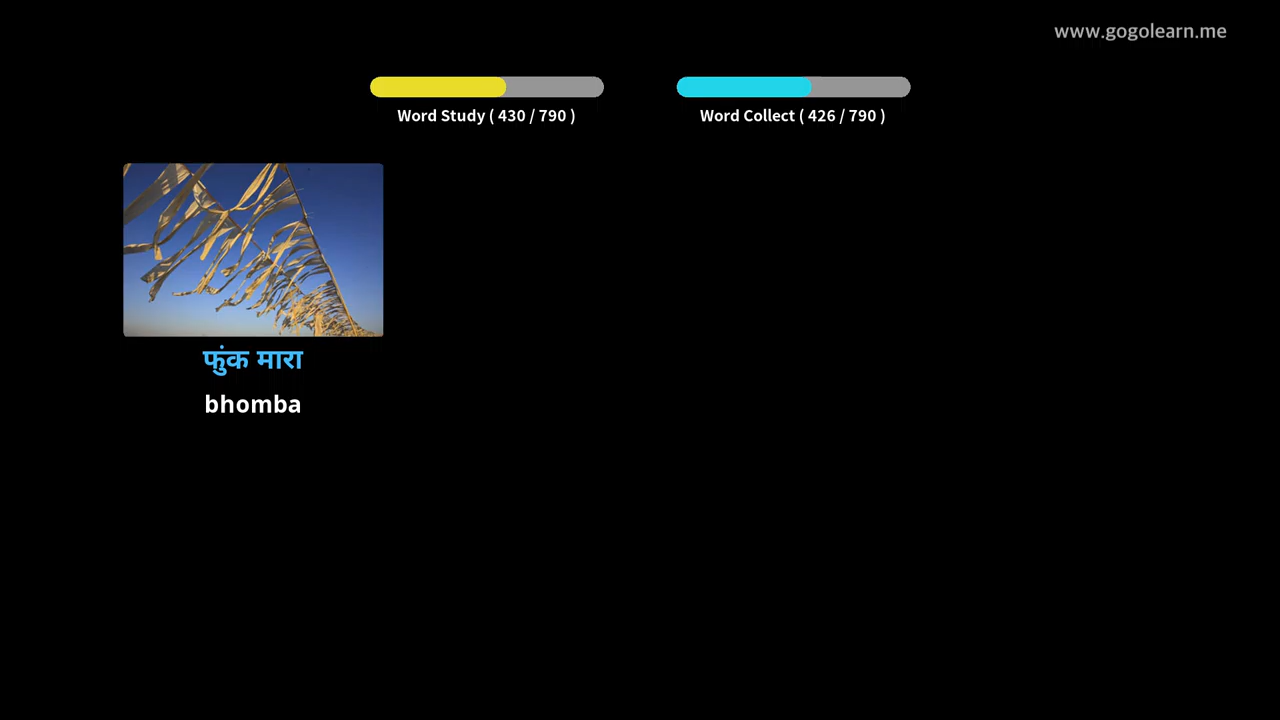 www.gogolearn.me
Word Study ( 430 / 790 )
Word Collect ( 426 / 790 )
फुंक मारा
bhomba